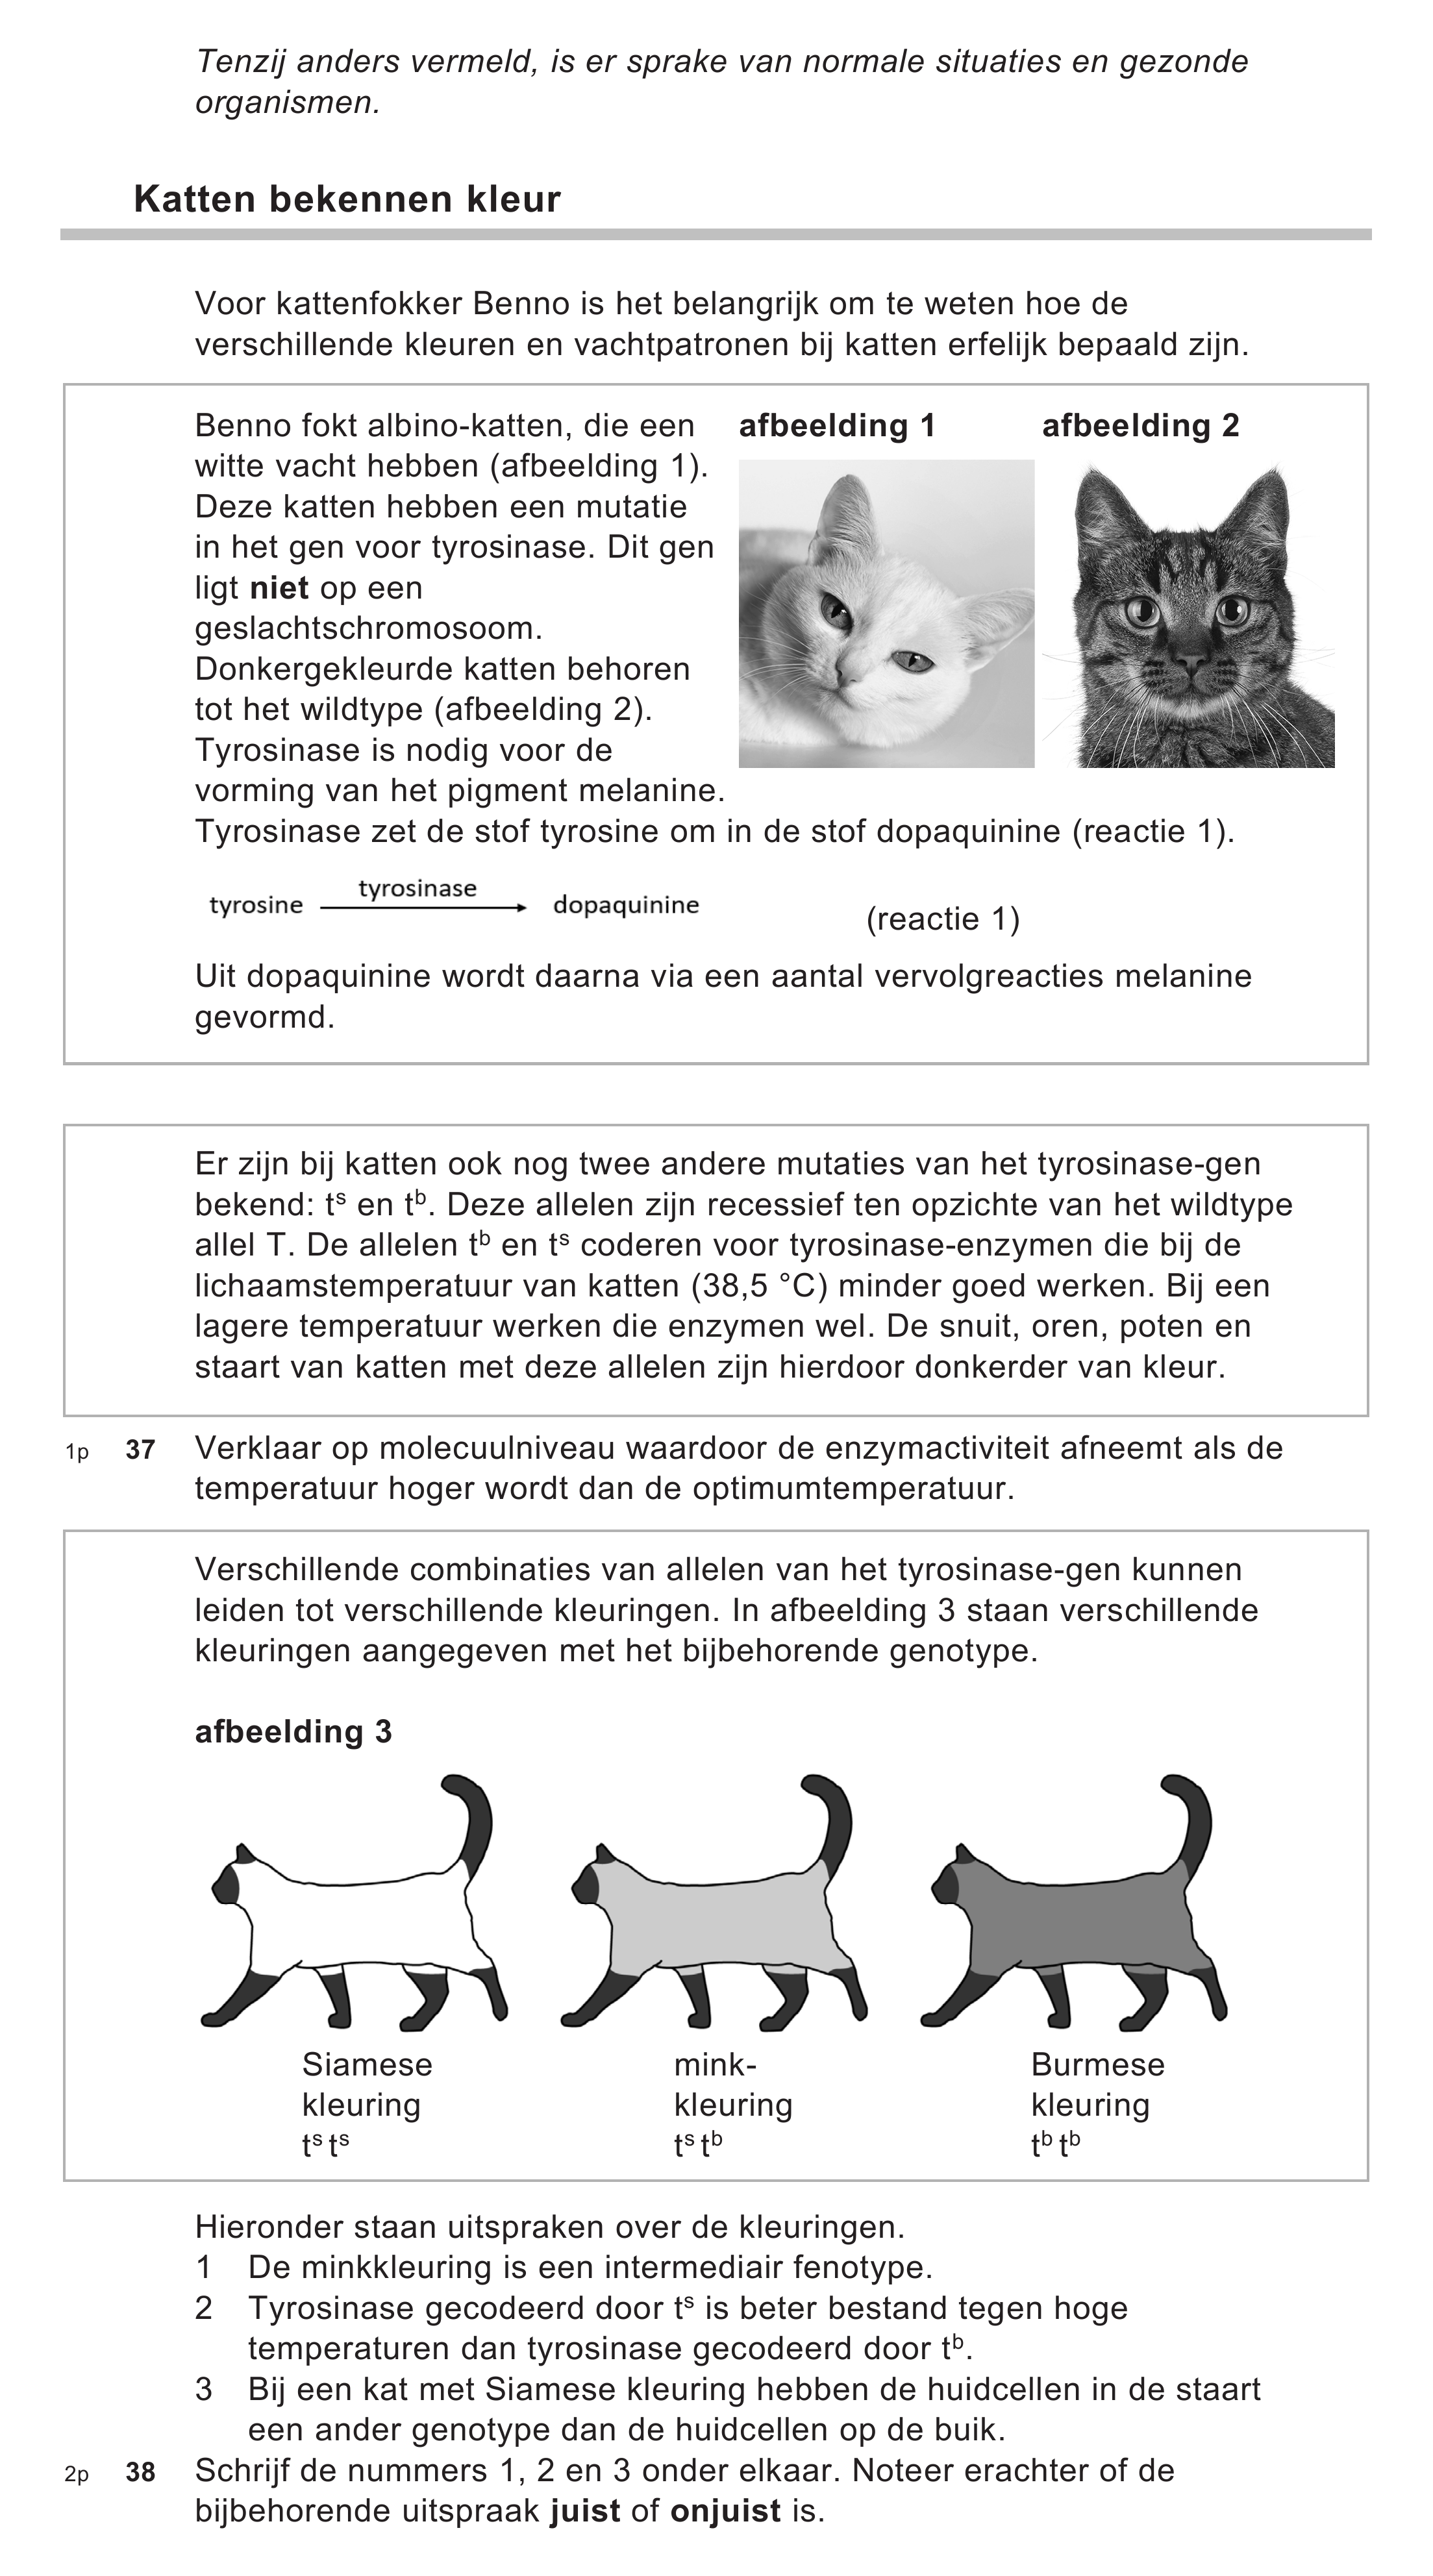 Tenzij anders vermeld, is er sprake van normale situaties en gezonde
organismen.
Katten bekennen kleur
Voor kattenfokker Benno is het belangrijk om te weten hoe de
verschillende kleuren en vachtpatronen bij katten erfelijk bepaald zijn.
Benno fokt albino-katten, die een
witte vacht hebben (afbeelding 1).
Deze katten hebben een mutatie
in het gen voor tyrosinase. Dit gen
ligt niet op een
geslachtschromosoom.
Donkergekleurde katten behoren
tot het wildtype (afbeelding 2).
Tyrosinase is nodig voor de
vorming van het pigment melanine.
afbeelding 1
afbeelding 2
Tyrosinase zet de stof tyrosine om in de stof dopaquinine (reactie 1).
tyrosinase
tyrosine dopaquinine
(reactie 1)
Uit dopaquinine wordt daarna via een aantal vervolgreacties melanine
gevormd.
Er zijn bij katten ook nog twee andere mutaties van het tyrosinase-gen
bekend: tˢ en tᵇ. Deze allelen zijn recessief ten opzichte van het wildtype
allel T. De allelen tᵇ en tˢ coderen voor tyrosinase-enzymen die bij de
lichaamstemperatuur van katten (38,5 °C) minder goed werken. Bij een
lagere temperatuur werken die enzymen wel. De snuit, oren, poten en
staart van katten met deze allelen zijn hierdoor donkerder van kleur.
1p 37 Verklaar op molecuulniveau waardoor de enzymactiviteit afneemt als de
temperatuur hoger wordt dan de optimumtemperatuur.
Verschillende combinaties van allelen van het tyrosinase-gen kunnen
leiden tot verschillende kleuringen. In afbeelding 3 staan verschillende
kleuringen aangegeven met het bijbehorende genotype.
afbeelding 3
Siamese
kleuring
tˢ tˢ
mink-
kleuring
tˢ tᵇ
Burmese
kleuring
tᵇ tᵇ
Hieronder staan uitspraken over de kleuringen.
1 De minkkleuring is een intermediair fenotype.
2 Tyrosinase gecodeerd door tˢ is beter bestand tegen hoge
temperaturen dan tyrosinase gecodeerd door tᵇ.
3 Bij een kat met Siamese kleuring hebben de huidcellen in de staart
een ander genotype dan de huidcellen op de buik.
2p 38 Schrijf de nummers 1, 2 en 3 onder elkaar. Noteer erachter of de
bijbehorende uitspraak juist of onjuist is.